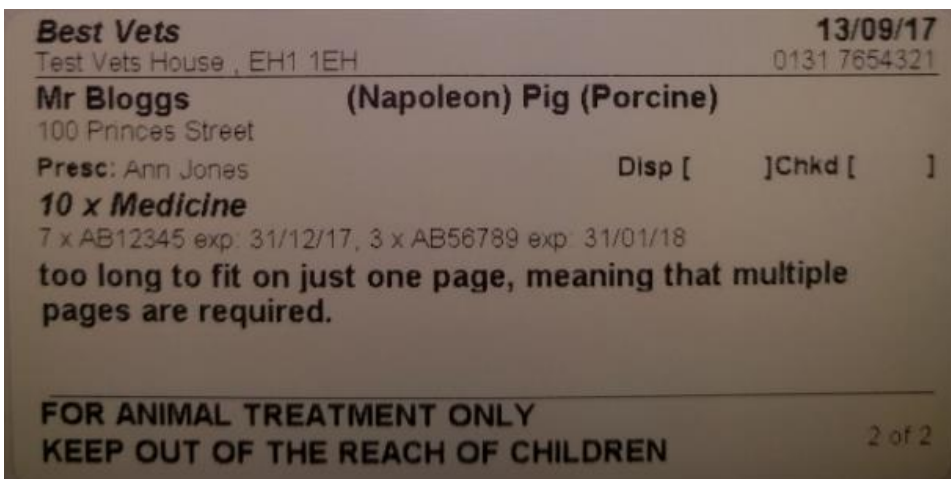 Best Vets 13/09/17
Test Vets House , EH1 1EH 0131 7654321
Mr Bloggs (Napoleon) Pig (Porcine)
100 Princes Street
Presc: Ann Jones Disp [ ]Chkd [ ]
10 x Medicine
7 x AB12345 exp: 31/12/17, 3 x AB56789 exp: 31/01/18
too long to fit on just one page, meaning that multiple
pages are required.
FOR ANIMAL TREATMENT ONLY
KEEP OUT OF THE REACH OF CHILDREN 2 of 2